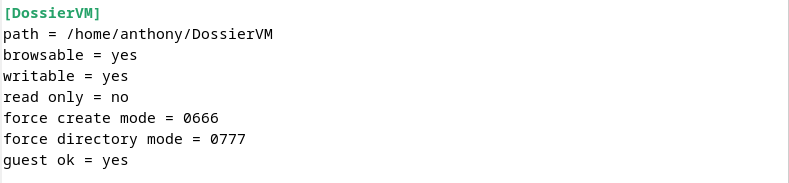 [DossierVM]
path = /home/anthony/DossierVM
browsable = yes
writable = yes
read only = no
force create mode = 0666
force directory mode = 0777
guest ok = yes